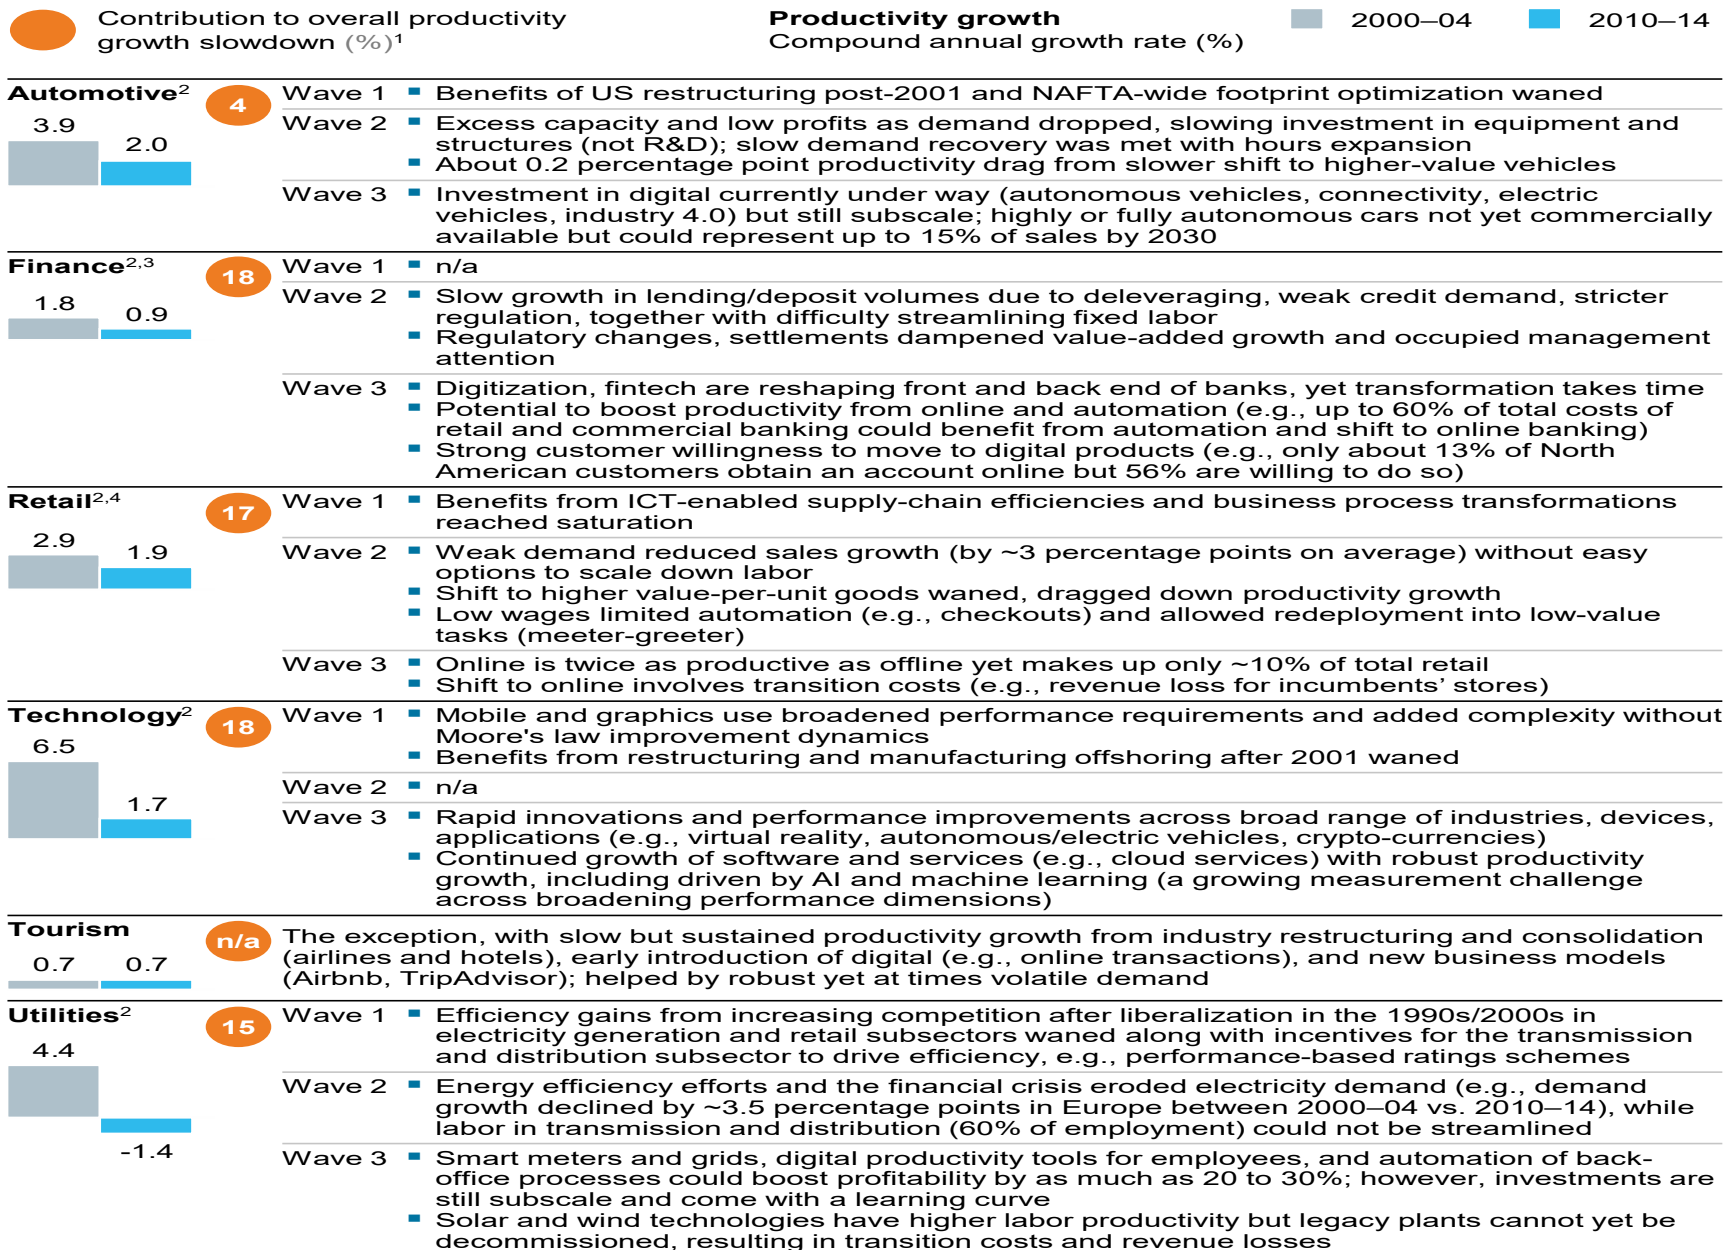 Contribution to overall productivity
growth slowdown (%)¹
Productivity growth
Compound annual growth rate (%)
2000–04
2010–14
Automotive²
4
3.9
2.0
Wave 1
Benefits of US restructuring post-2001 and NAFTA-wide footprint optimization waned
Wave 2
Excess capacity and low profits as demand dropped, slowing investment in equipment and
structures (not R&D); slow demand recovery was met with hours expansion
About 0.2 percentage point productivity drag from slower shift to higher-value vehicles
Wave 3
Investment in digital currently under way (autonomous vehicles, connectivity, electric
vehicles, industry 4.0) but still subscale; highly or fully autonomous cars not yet commercially
available but could represent up to 15% of sales by 2030
Finance²,³
18
1.8
0.9
Wave 1
n/a
Wave 2
Slow growth in lending/deposit volumes due to deleveraging, weak credit demand, stricter
regulation, together with difficulty streamlining fixed labor
Regulatory changes, settlements dampened value-added growth and occupied management
attention
Wave 3
Digitization, fintech are reshaping front and back end of banks, yet transformation takes time
Potential to boost productivity from online and automation (e.g., up to 60% of total costs of
retail and commercial banking could benefit from automation and shift to online banking)
Strong customer willingness to move to digital products (e.g., only about 13% of North
American customers obtain an account online but 56% are willing to do so)
Retail²,⁴
17
2.9
1.9
Wave 1
Benefits from ICT-enabled supply-chain efficiencies and business process transformations
reached saturation
Wave 2
Weak demand reduced sales growth (by ~3 percentage points on average) without easy
options to scale down labor
Shift to higher value-per-unit goods waned, dragged down productivity growth
Low wages limited automation (e.g., checkouts) and allowed redeployment into low-value
tasks (meeter-greeter)
Wave 3
Online is twice as productive as offline yet makes up only ~10% of total retail
Shift to online involves transition costs (e.g., revenue loss for incumbents’ stores)
Technology²
18
6.5
1.7
Wave 1
Mobile and graphics use broadened performance requirements and added complexity without
Moore's law improvement dynamics
Benefits from restructuring and manufacturing offshoring after 2001 waned
Wave 2
n/a
Wave 3
Rapid innovations and performance improvements across broad range of industries, devices,
applications (e.g., virtual reality, autonomous/electric vehicles, crypto-currencies)
Continued growth of software and services (e.g., cloud services) with robust productivity
growth, including driven by AI and machine learning (a growing measurement challenge
across broadening performance dimensions)
Tourism
n/a
0.7
0.7
The exception, with slow but sustained productivity growth from industry restructuring and consolidation
(airlines and hotels), early introduction of digital (e.g., online transactions), and new business models
(Airbnb, TripAdvisor); helped by robust yet at times volatile demand
Utilities²
15
4.4
-1.4
Wave 1
Efficiency gains from increasing competition after liberalization in the 1990s/2000s in
electricity generation and retail subsectors waned along with incentives for the transmission
and distribution subsector to drive efficiency, e.g., performance-based ratings schemes
Wave 2
Energy efficiency efforts and the financial crisis eroded electricity demand (e.g., demand
growth declined by ~3.5 percentage points in Europe between 2000–04 vs. 2010–14), while
labor in transmission and distribution (60% of employment) could not be streamlined
Wave 3
Smart meters and grids, digital productivity tools for employees, and automation of back-
office processes could boost profitability by as much as 20 to 30%; however, investments are
still subscale and come with a learning curve
Solar and wind technologies have higher labor productivity but legacy plants cannot yet be
decommissioned, resulting in transition costs and revenue losses